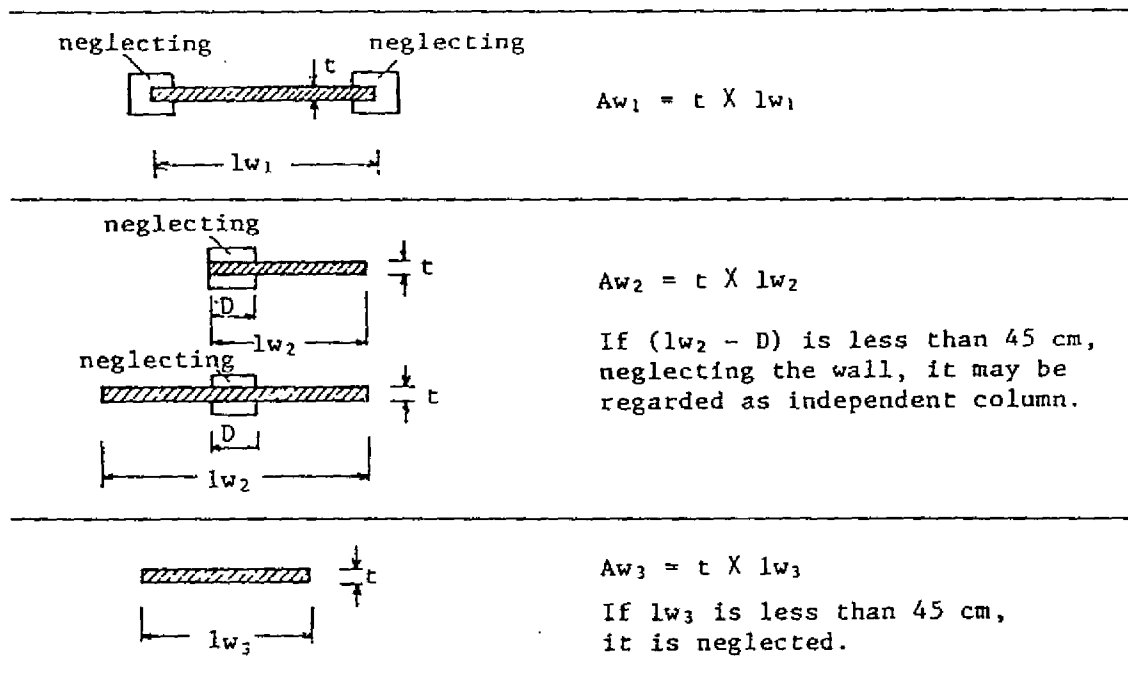 neglecting
neglecting
t
Aw₁ = t X lw₁
lw₁
neglecting
t
Aw₂ = t X lw₂
D
lw₂
If (lw₂ - D) is less than 45 cm,
neglecting the wall, it may be
regarded as independent column.
neglecting
t
D
lw₂
t
Aw₃ = t X lw₃
If lw₃ is less than 45 cm,
it is neglected.
lw₃